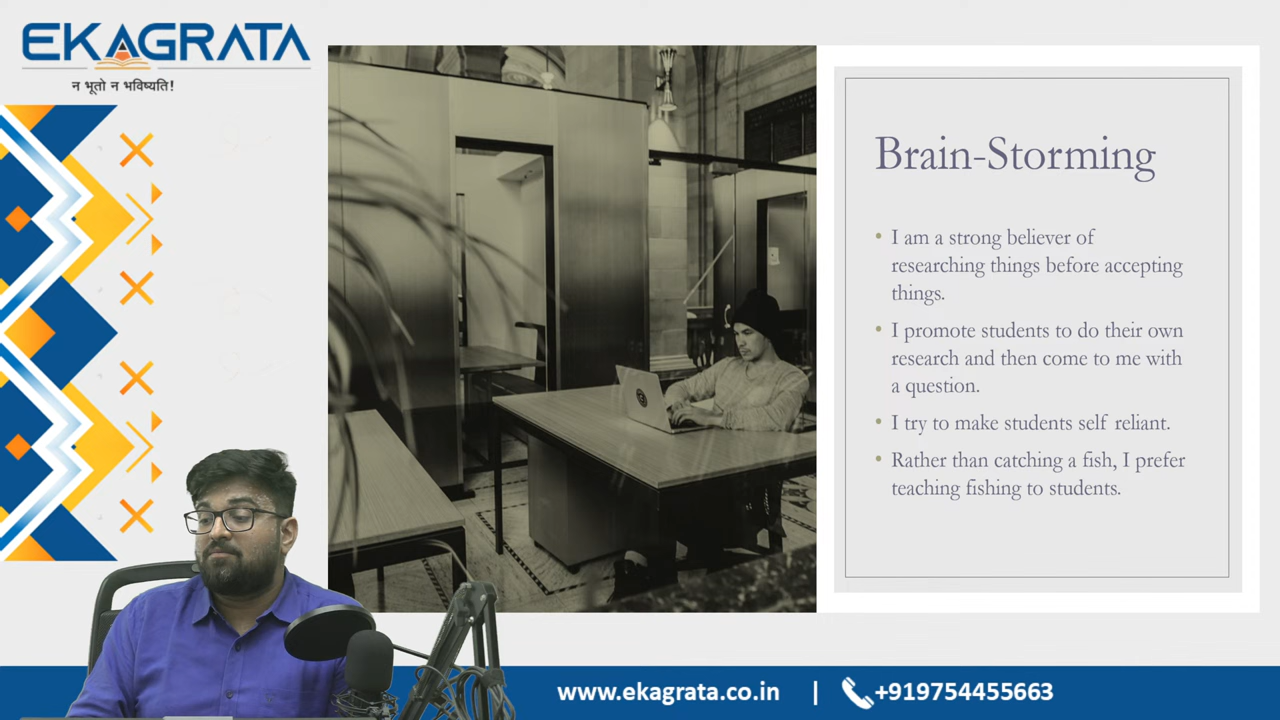 EKAGRATA
न भूतो न भविष्यति!
Brain-Storming
• I am a strong believer of
researching things before accepting
things.
• I promote students to do their own
research and then come to me with
a question.
• I try to make students self reliant.
• Rather than catching a fish, I prefer
teaching fishing to students.
www.ekagrata.co.in | +919754455663